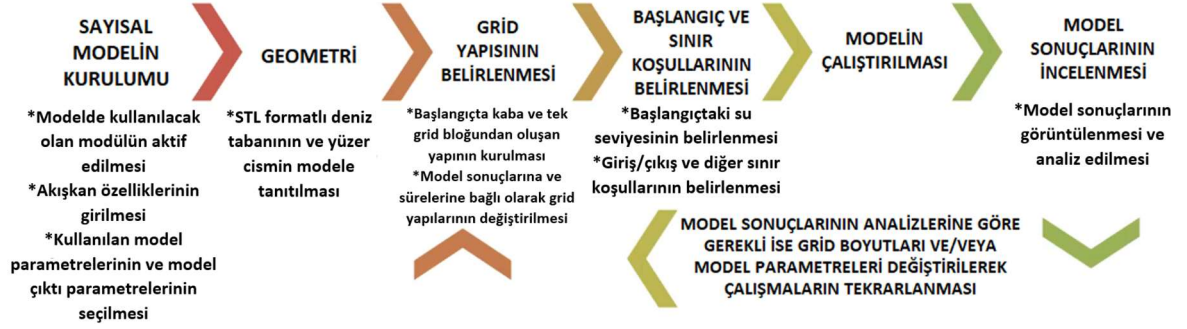 SAYISAL
MODELİN
KURULUMU
*Modelde kullanılacak
olan modülün aktif
edilmesi
*Akışkan özelliklerinin
girilmesi
*Kullanılan model
parametrelerinin ve model
çıktı parametrelerinin
seçilmesi
GEOMETRİ
*STL formatlı deniz
tabanının ve yüzer
cismin modele
tanıtılması
GRİD
YAPISININ
BELİRLENMESİ
*Başlangıçta kaba ve tek
grid bloğundan oluşan
yapının kurulması
*Model sonuçlarına ve
sürelerine bağlı olarak grid
yapılarının değiştirilmesi
BAŞLANGIÇ VE
SINIR
KOŞULLARININ
BELİRLENMESİ
*Başlangıçtaki su
seviyesinin belirlenmesi
*Giriş/çıkış ve diğer sınır
koşullarının belirlenmesi
MODELİN
ÇALIŞTIRILMASI
MODEL
SONUÇLARININ
İNCELENMESİ
*Model sonuçlarının
görüntülenmesi ve
analiz edilmesi
MODEL SONUÇLARININ ANALİZLERİNE GÖRE
GEREKLİ İSE GRID BOYUTLARI VE/VEYA
MODEL PARAMETRELERİ DEĞİŞTİRİLEREK
ÇALIŞMALARIN TEKRARLANMASI